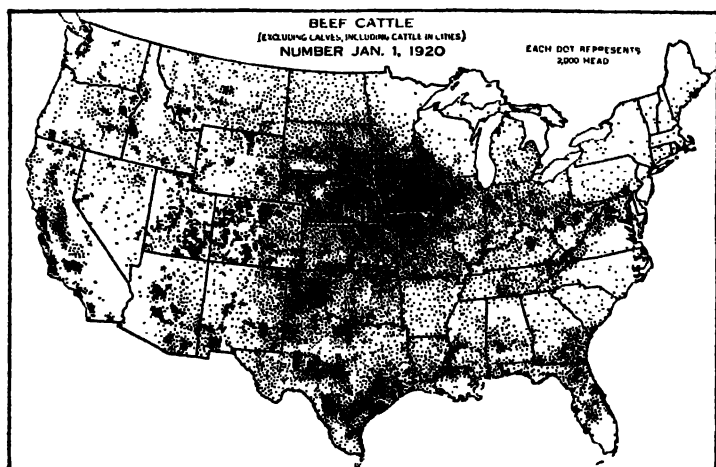 BEEF CATTLE
(EXCLUDING CALVES, INCLUDING CATTLE IN CITIES)
NUMBER JAN. 1, 1920
EACH DOT REPRESENTS
2,000 HEAD